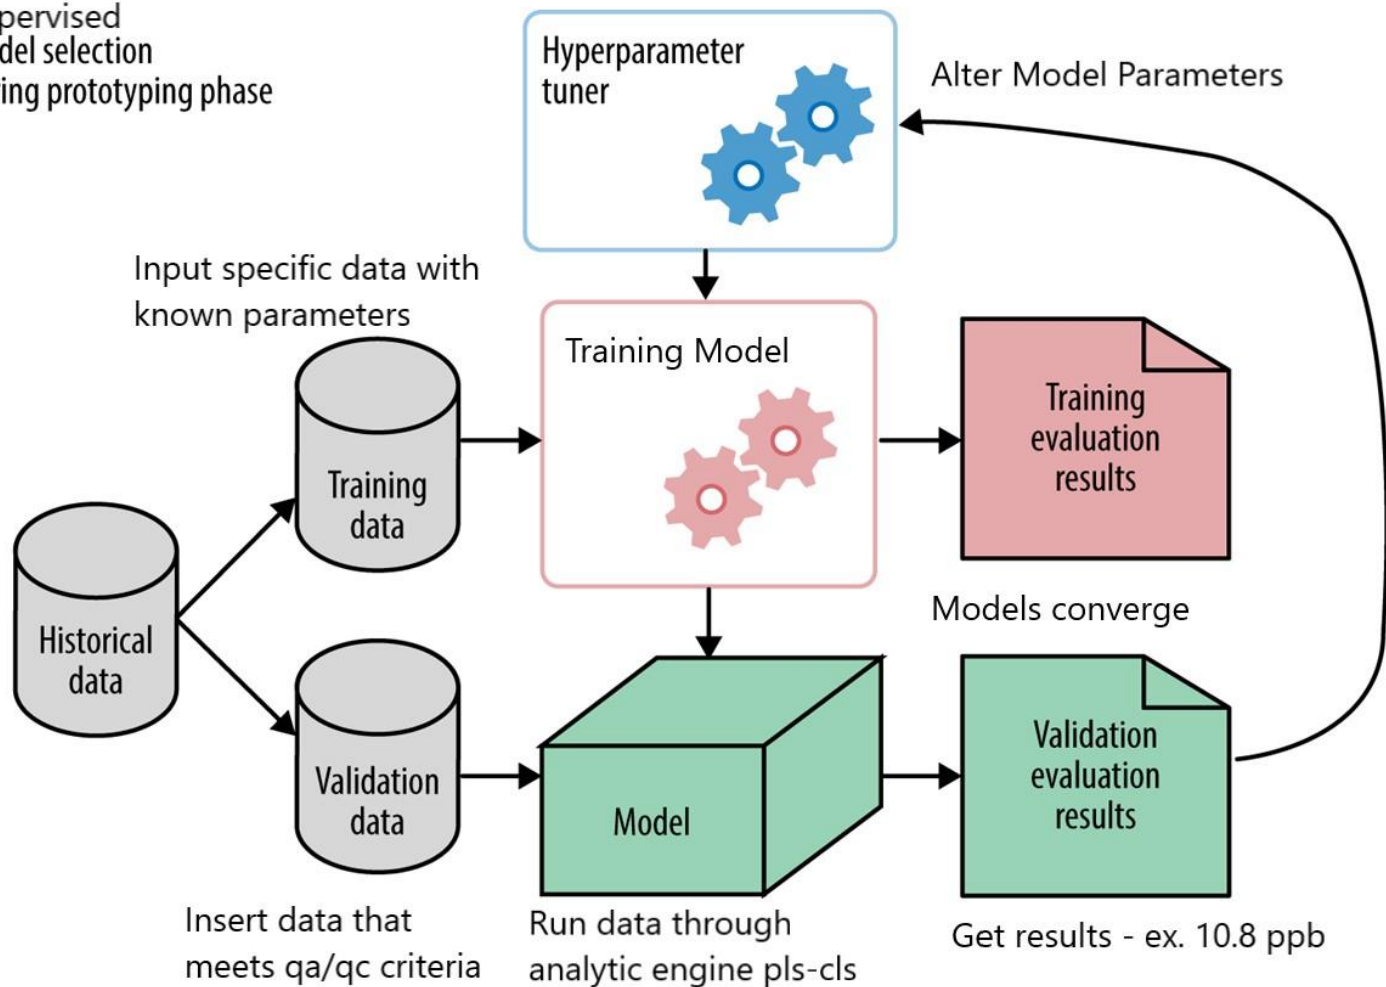 pervised
del selection
ring prototyping phase
Hyperparameter
tuner
Alter Model Parameters
Input specific data with
known parameters
Training Model
Training
evaluation
results
Training
data
Historical
data
Models converge
Validation
data
Model
Validation
evaluation
results
Insert data that
meets qa/qc criteria
Run data through
analytic engine pls-cls
Get results - ex. 10.8 ppb